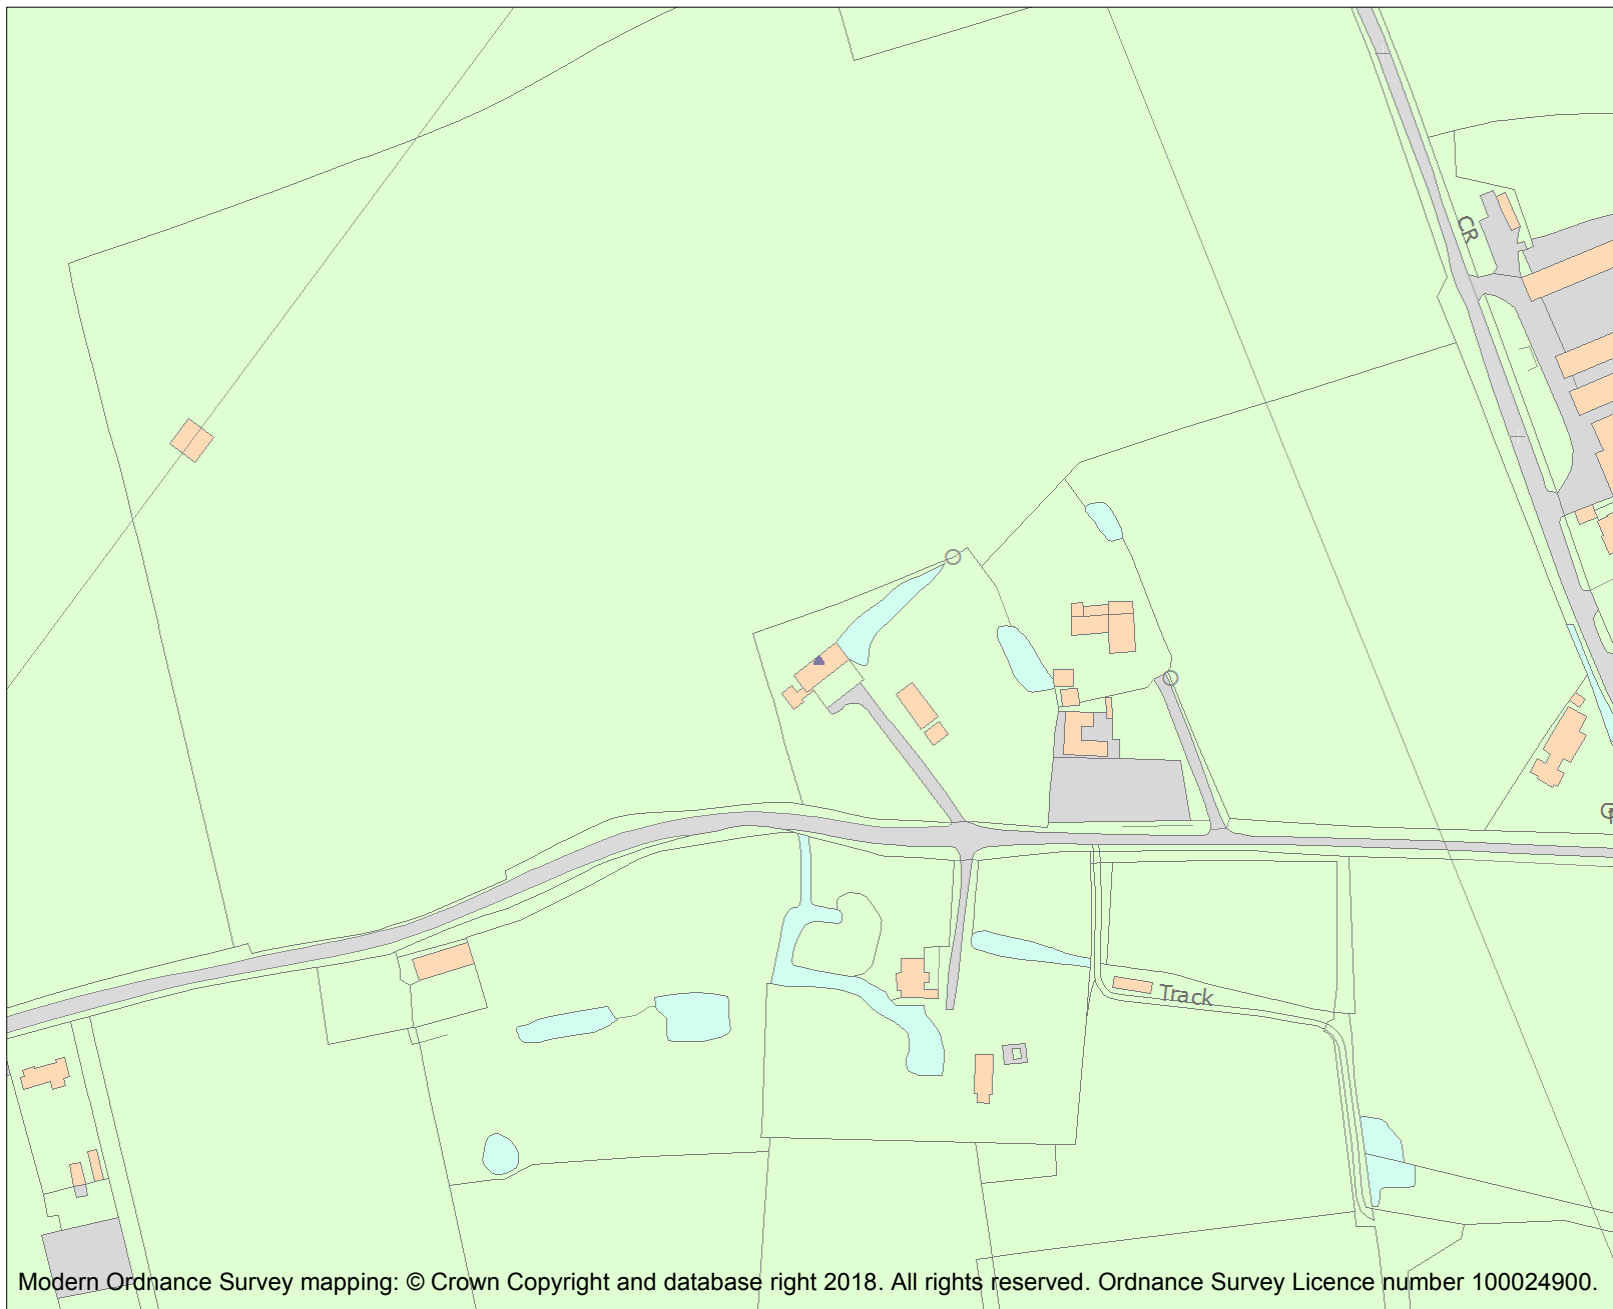 CR
Track
Modern Ordnance Survey mapping: © Crown Copyright and database right 2018. All rights reserved. Ordnance Survey Licence number 100024900.